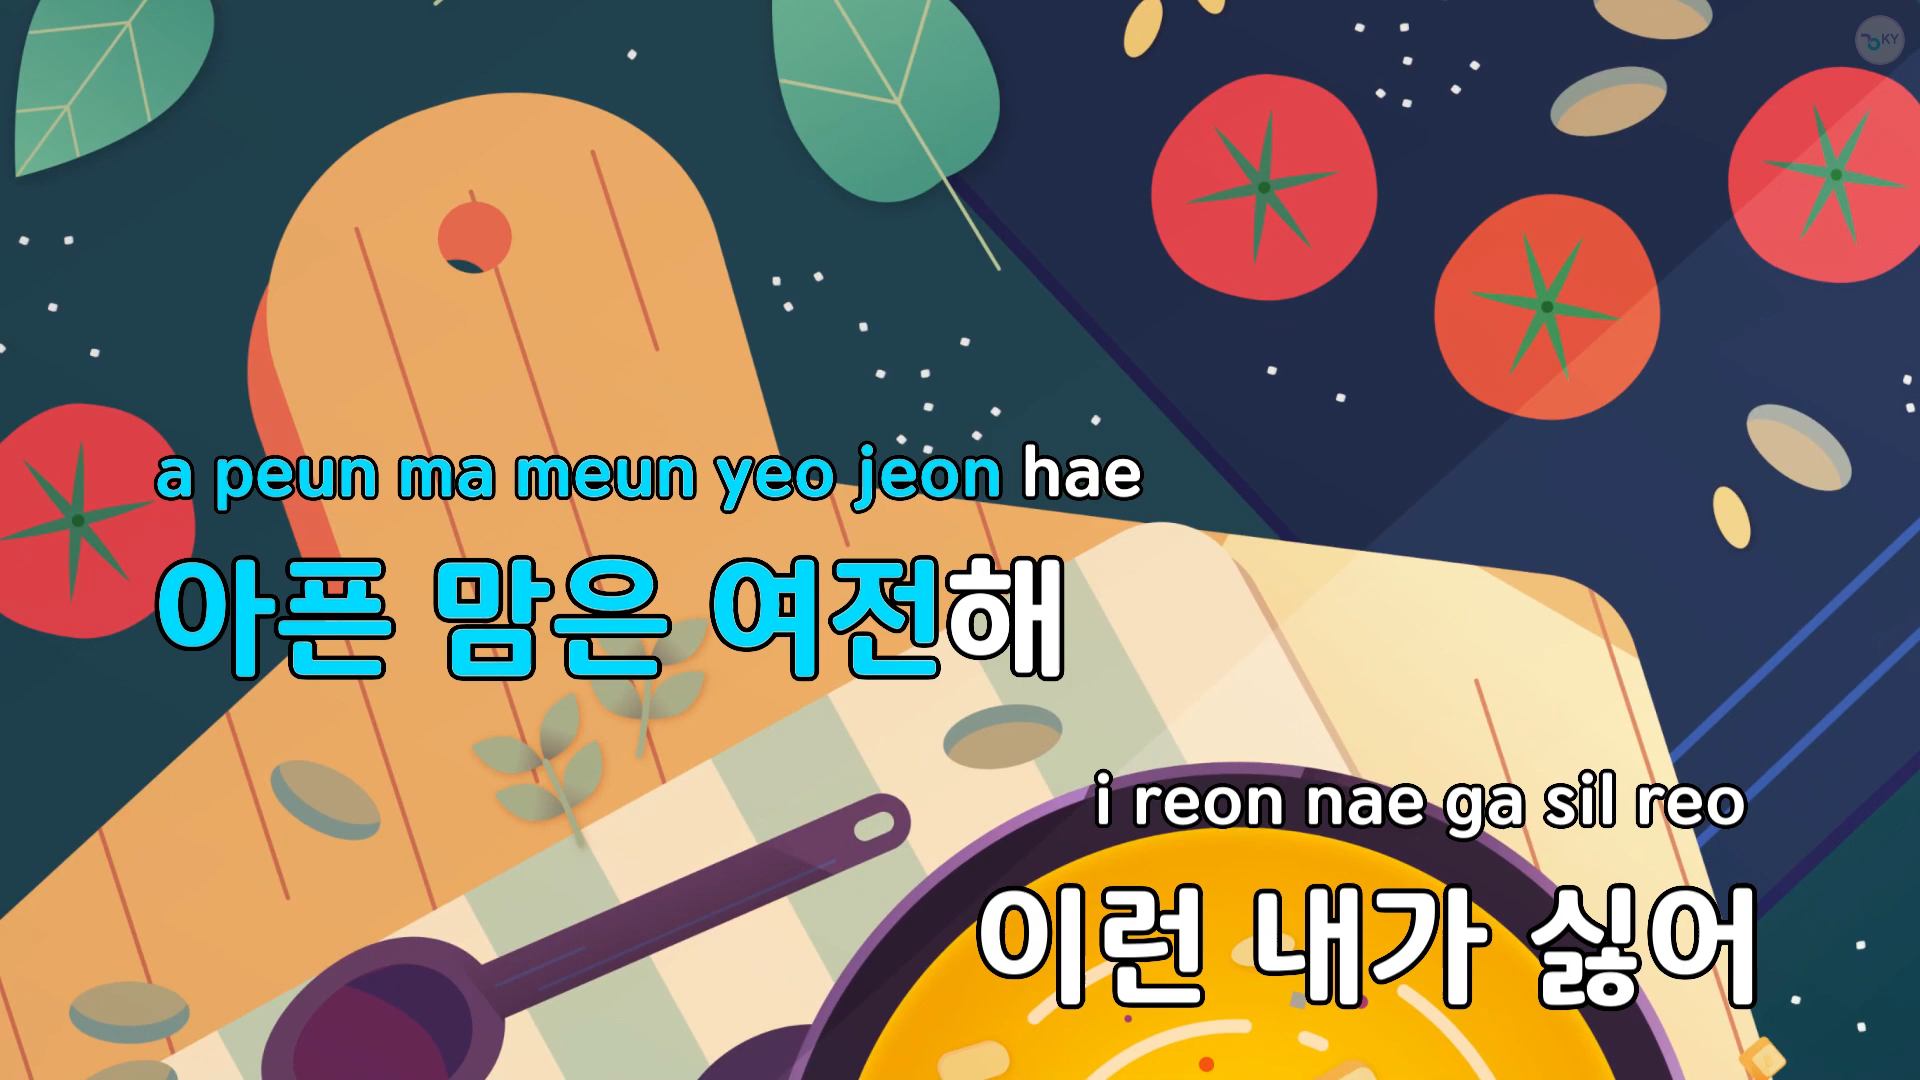 KY
a peun ma meun yeo jeon hae
아픈 맘은 여전해
i reon nae ga sil reo
이런 내가 싫어